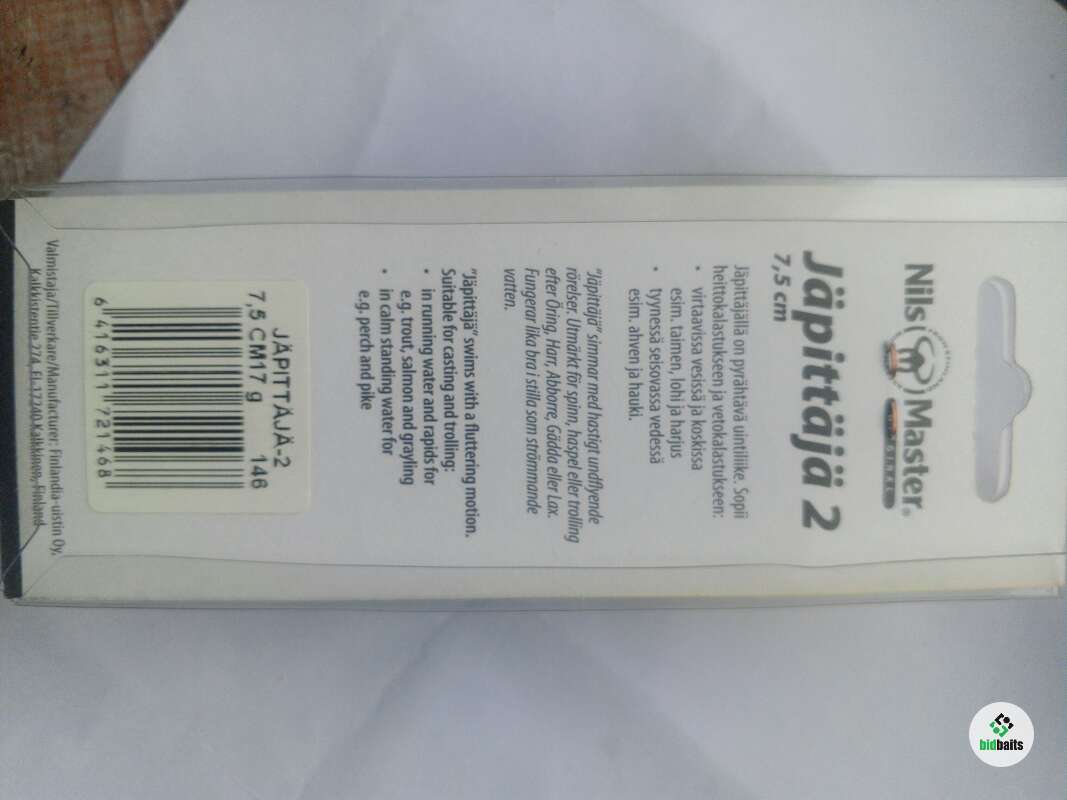 Nils Master®
Jäpittäjä 2
7,5 cm
Jäpittäjällä on pyrähtävä uintiliike. Sopii
heittokalastukseen ja vetokalastukseen:
• virtaavissa vesissä ja koskissa
esim. taimen, lohi ja harjus
• tyynessä seisovassa vedessä
esim. ahven ja hauki.
"Jäpittäjä" simmar med hastigt undflyende
rörelser. Utmärkt för spinn, haspel eller trolling
efter Öring, Harr, Abborre, Gädda eller Lax.
Fungerar lika bra i stilla som strömmande
vatten.
"Jäpittäjä" swims with a fluttering motion.
Suitable for casting and trolling:
• in running water and rapids for
e.g. trout, salmon and grayling
• in calm standing water for
e.g. perch and pike
JÄPITTÄJÄ-2
7,5 CM17 g 146
6 416311 721468
Valmistaja/Tillverkare/Manufacturer: Finlandia-uistin Oy,
Kalkkistentie 274, FI-17240 Kalkkinen, Finland
bidbaits